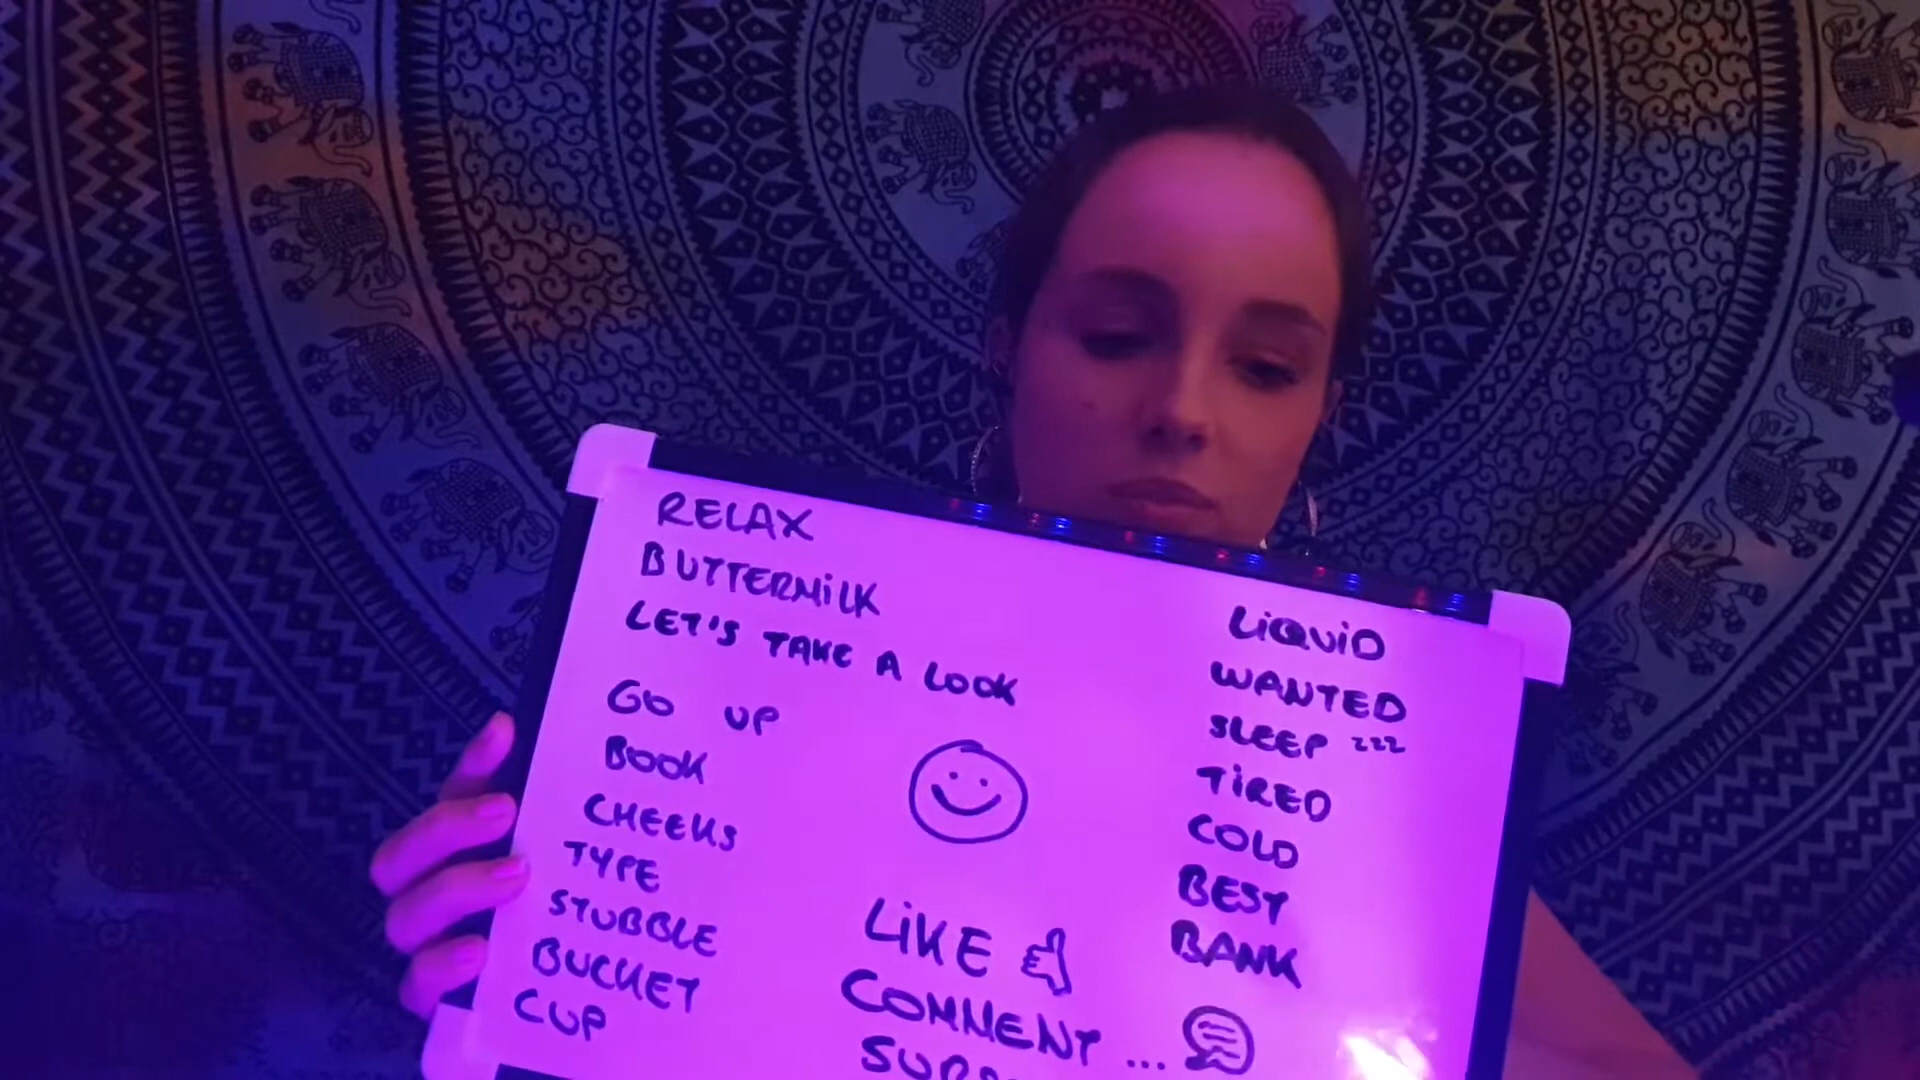 RELAX
BUTTERMiLK
LET'S TAKE A LOOK
GO UP
BOOK
CHEEKS
TYPE
STUBBLE
BUCKET
CUP
LiQUiD
WANTED
SLEEP zzz
TiRED
COLD
BEST
BANK
LiKE
COMMENT ...